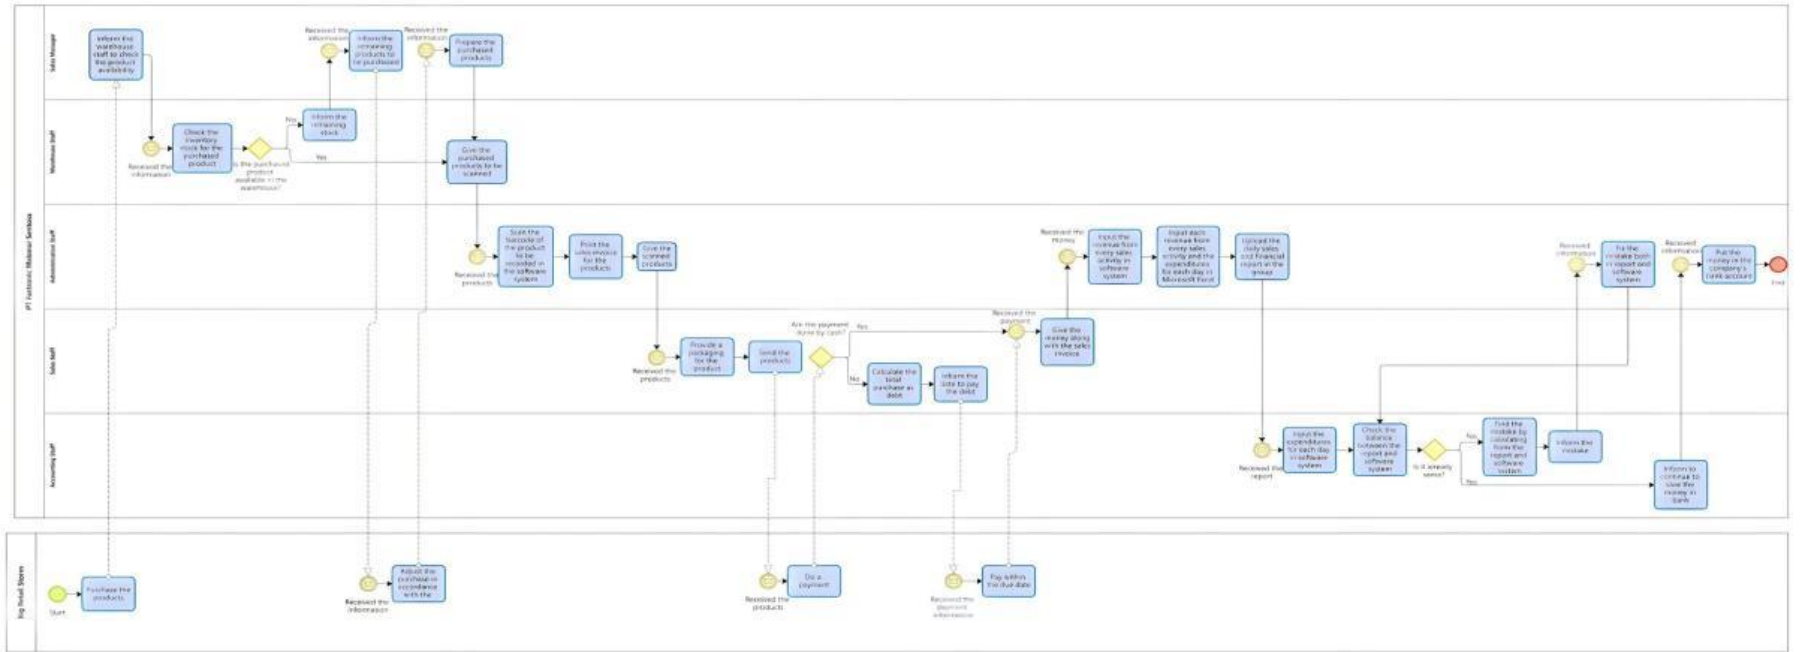 Sales Manager
Inform the
warehouse
staff to check
the product
availability
Received the
information
Inform the
remaining
products to
be purchased
Received the
information
Prepare the
purchased
products
Warehouse Staff
Received the
information
Check the
inventory
stock for the
purchased
product
Is the purchased
product
available in the
warehouse?
No
Yes
Inform the
remaining
stock
Give the
purchased
products to be
scanned
PT
Administration Staff
Received the
products
Scan the
barcode of
the product
to be
recorded in
the software
system
Print the
sales invoice
for the
products
Give the
scanned
products
Received the
money
Input the
revenue from
every sales
activity in
software
system
Input each
revenue from
every sales
activity and the
expenditures
for each day in
Microsoft Excel
Upload the
daily sales
and financial
report in the
group
Received
information
Fix the
mistake both
in report and
software
system
Received
information
Put the
money in the
company's
bank account
End
Sales Staff
Received the
products
Provide a
packaging
for the
product
Send the
products
Are the payment
done by cash?
Yes
No
Calculate the
total
purchase as
debt
Inform the
date to pay
the debt
Received the
payment
Give the
money along
with the sales
invoice
Accounting Staff
Received the
report
Input the
expenditures
for each day
in software
system
Check the
balance
between the
report and
software
system
Is it already
same?
No
Yes
Find the
mistake by
calculating
from the
report and
software
system
Inform the
mistake
Inform to
continue to
save the
money in
bank
Big Retail Stores
Start
Purchase the
products
Received the
information
Adjust the
purchase in
accordance
with the
Received the
products
Do a
payment
Received the
payment
information
Pay within
the due date